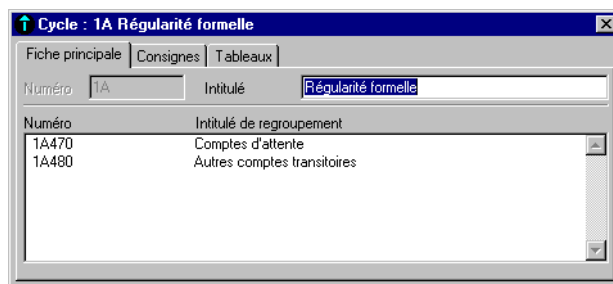 Cycle : 1A Régularité formelle
Fiche principale Consignes Tableaux
Numéro 1A Intitulé Régularité formelle
Numéro Intitulé de regroupement
1A470 Comptes d'attente
1A480 Autres comptes transitoires